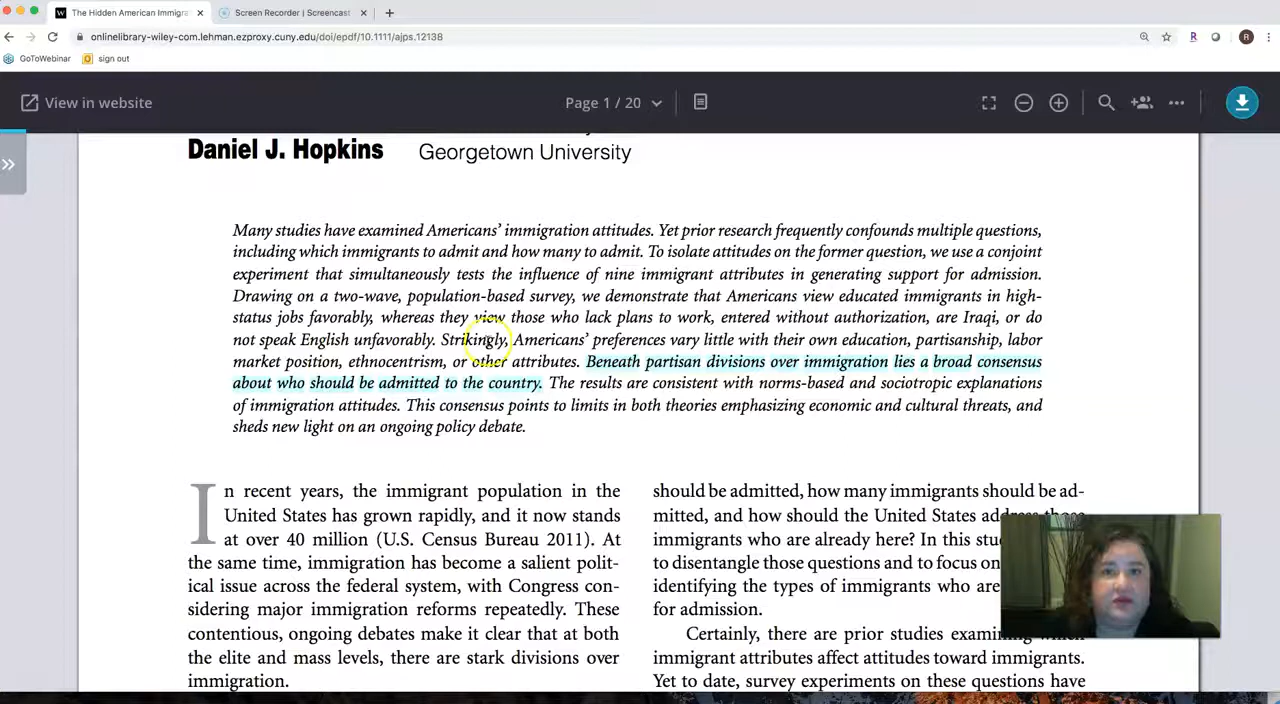 The Hidden American Immigra
Screen Recorder | Screencast
onlinelibrary-wiley-com.lehman.ezproxy.cuny.edu/doi/epdf/10.1111/ajps.12138
R
R
GoToWebinar
sign out
View in website
Page 1 / 20
Daniel J. Hopkins Georgetown University
Many studies have examined Americans' immigration attitudes. Yet prior research frequently confounds multiple questions,
including which immigrants to admit and how many to admit. To isolate attitudes on the former question, we use a conjoint
experiment that simultaneously tests the influence of nine immigrant attributes in generating support for admission.
Drawing on a two-wave, population-based survey, we demonstrate that Americans view educated immigrants in high-
status jobs favorably, whereas they view those who lack plans to work, entered without authorization, are Iraqi, or do
not speak English unfavorably. Strikingly, Americans' preferences vary little with their own education, partisanship, labor
market position, ethnocentrism, or other attributes. Beneath partisan divisions over immigration lies a broad consensus
about who should be admitted to the country. The results are consistent with norms-based and sociotropic explanations
of immigration attitudes. This consensus points to limits in both theories emphasizing economic and cultural threats, and
sheds new light on an ongoing policy debate.
In recent years, the immigrant population in the
United States has grown rapidly, and it now stands
at over 40 million (U.S. Census Bureau 2011). At
the same time, immigration has become a salient polit-
ical issue across the federal system, with Congress con-
sidering major immigration reforms repeatedly. These
contentious, ongoing debates make it clear that at both
the elite and mass levels, there are stark divisions over
immigration.
should be admitted, how many immigrants should be ad-
mitted, and how should the United States address those
immigrants who are already here? In this
to disentangle those questions and to focus on
identifying the types of immigrants who are
for admission.
Certainly, there are prior studies examining which
immigrant attributes affect attitudes toward immigrants.
Yet to date, survey experiments on these questions have